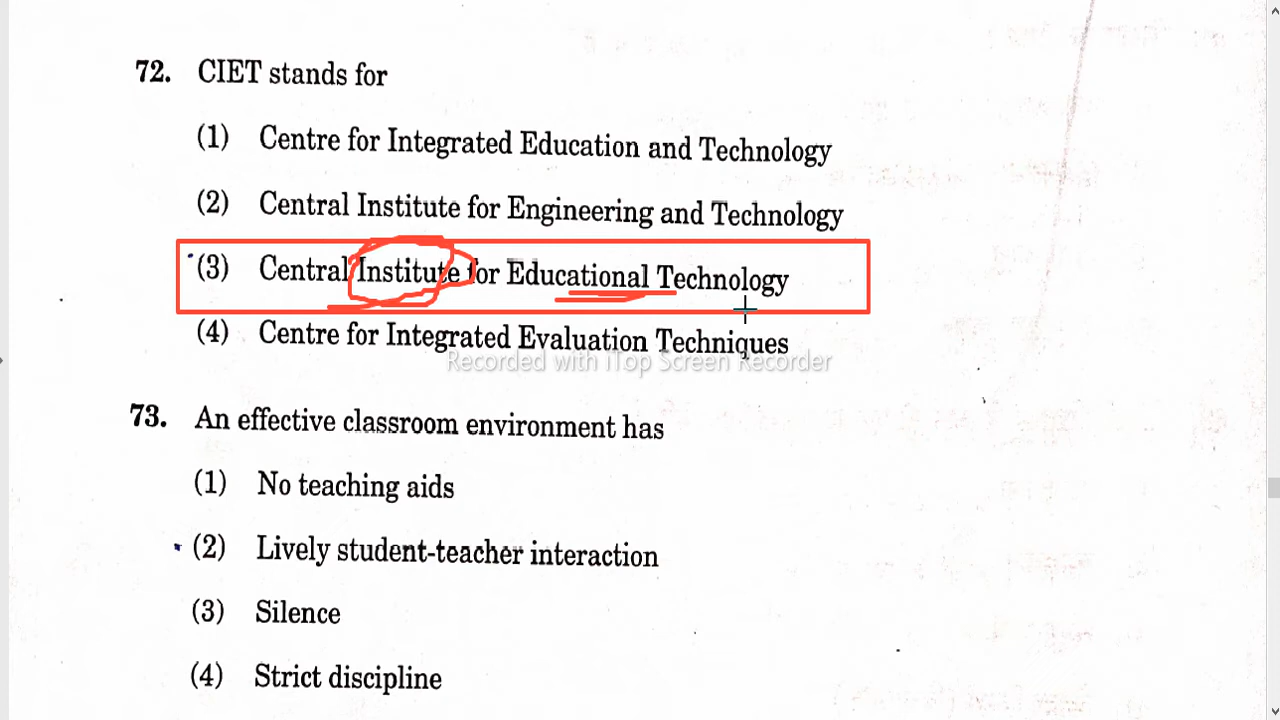 72. CIET stands for
(1) Centre for Integrated Education and Technology
(2) Central Institute for Engineering and Technology
(3) Central Institute for Educational Technology
(4) Centre for Integrated Evaluation Techniques
Recorded with iTop Screen Recorder
73. An effective classroom environment has
(1) No teaching aids
(2) Lively student-teacher interaction
(3) Silence
(4) Strict discipline